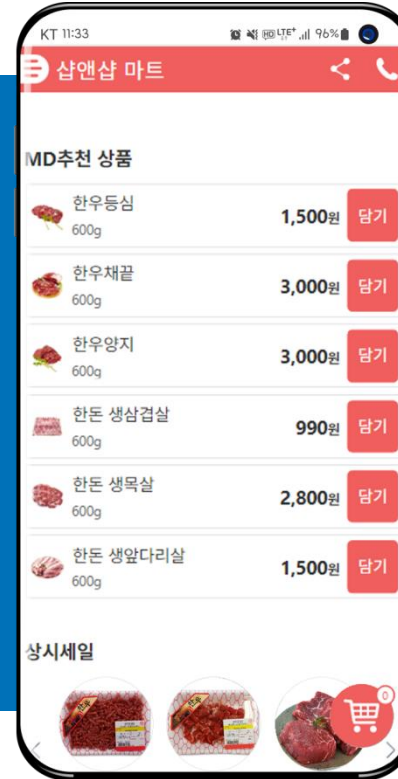 KT 11:33
HD LTE+ 96%
샵앤샵 마트
MD추천 상품
한우등심
600g
1,500원
담기
한우채끝
600g
3,000원
담기
한우양지
600g
3,000원
담기
한돈 생삼겹살
600g
990원
담기
한돈 생목살
600g
2,800원
담기
한돈 생앞다리살
600g
1,500원
담기
상시세일
0